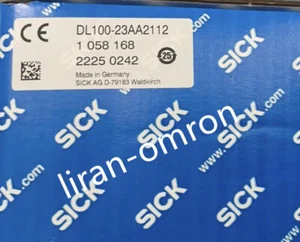 DL100-23AA2112
1 058 168
2225 0242
Made in Germany
SICK AG D-79183 Waldkirch
25
SICK
SICK.com
SICK
www.sick.com
SICK
liran-omron
SICK